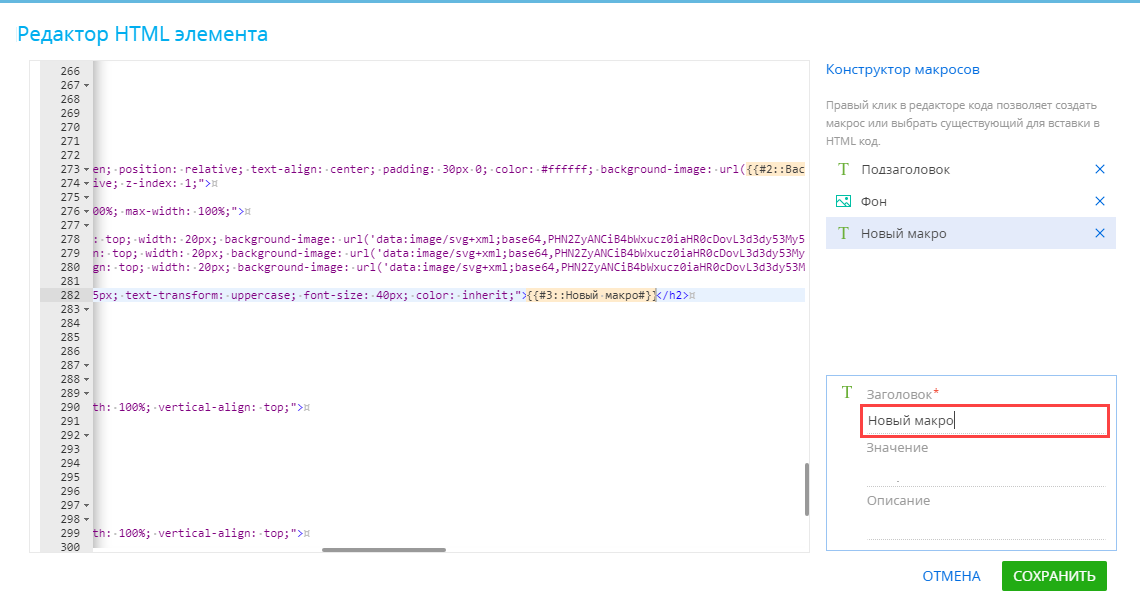 Редактор HTML элемента
266
267
268
269
270
271
272
273 en; position: relative; text-align: center; padding: 30px 0; color: #ffffff; background-image: url({{#2::Bac
274 ive; z-index: 1;">¤
275
276 00%; max-width: 100%;">¤
277
278 : top; width: 20px; background-image: url('data:image/svg+xml;base64,PHN2ZyANCiB4bWxucz0iaHR0cDovL3d3dy53My5
279 n: top; width: 20px; background-image: url('data:image/svg+xml;base64,PHN2ZyANCiB4bWxucz0iaHR0cDovL3d3dy53My
280 gn: top; width: 20px; background-image: url('data:image/svg+xml;base64,PHN2ZyANCiB4bWxucz0iaHR0cDovL3d3dy53M
281
282 5px; text-transform: uppercase; font-size: 40px; color: inherit;">{{#3::Новый макро#}}</h2>¤
283
284
285
286
287
288
289
290 th: 100%; vertical-align: top;">¤
291
292
293
294
295
296
297
298
299 th: 100%; vertical-align: top;">¤
300
Конструктор макросов
Правый клик в редакторе кода позволяет создать
макрос или выбрать существующий для вставки в
HTML код.
T Подзаголовок ×
Фон ×
T Новый макро ×
T Заголовок*
Новый макро
Значение
Описание
ОТМЕНА СОХРАНИТЬ